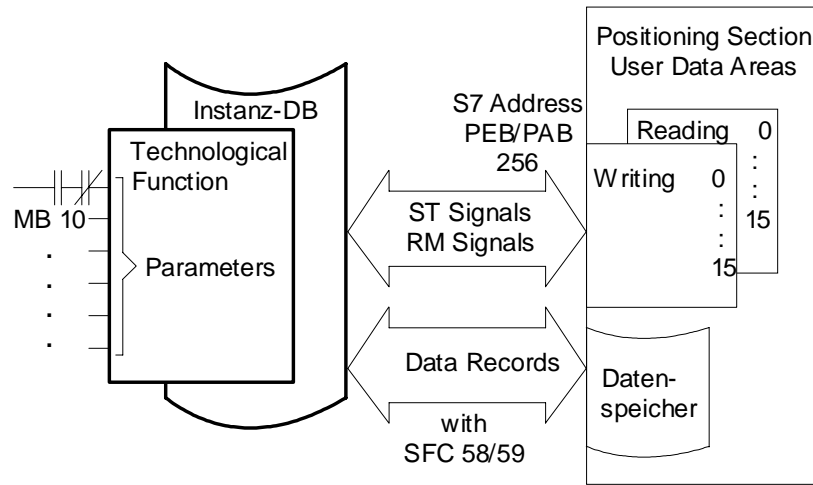 Instanz-DB
Technological
Function
MB 10
.
.
.
.
Parameters
S7 Address
PEB/PAB
256
ST Signals
RM Signals
Data Records
with
SFC 58/59
Positioning Section
User Data Areas
Reading 0
:
:
15
Writing 0
:
:
15
Daten-
speicher